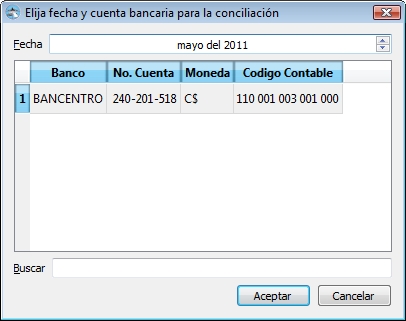 Elija fecha y cuenta bancaria para la conciliación
Fecha mayo del 2011
Banco No. Cuenta Moneda Codigo Contable
1 BANCENTRO 240-201-518 C$ 110 001 003 001 000
Buscar
Aceptar Cancelar